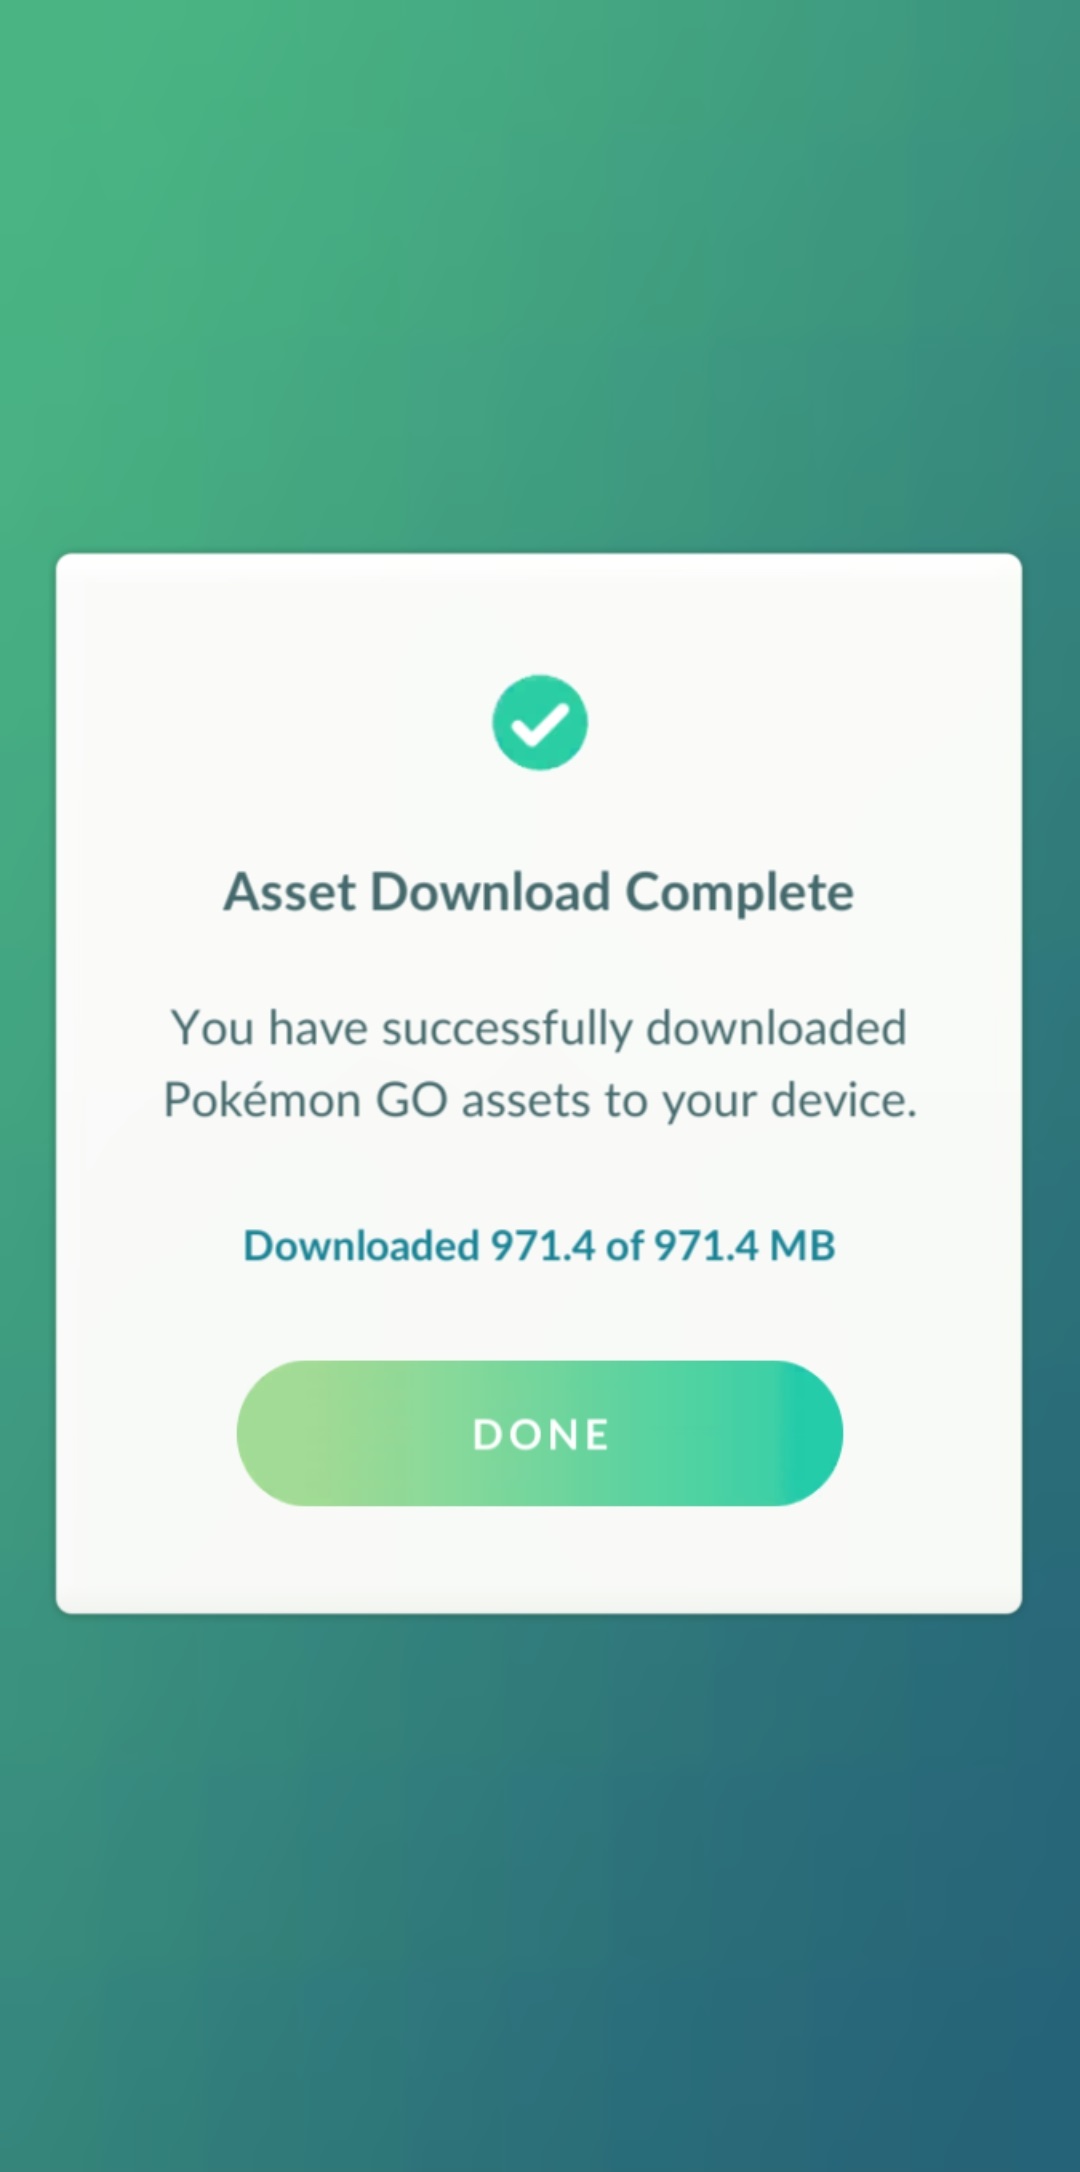 Asset Download Complete
You have successfully downloaded
Pokémon GO assets to your device.
Downloaded 971.4 of 971.4 MB
DONE